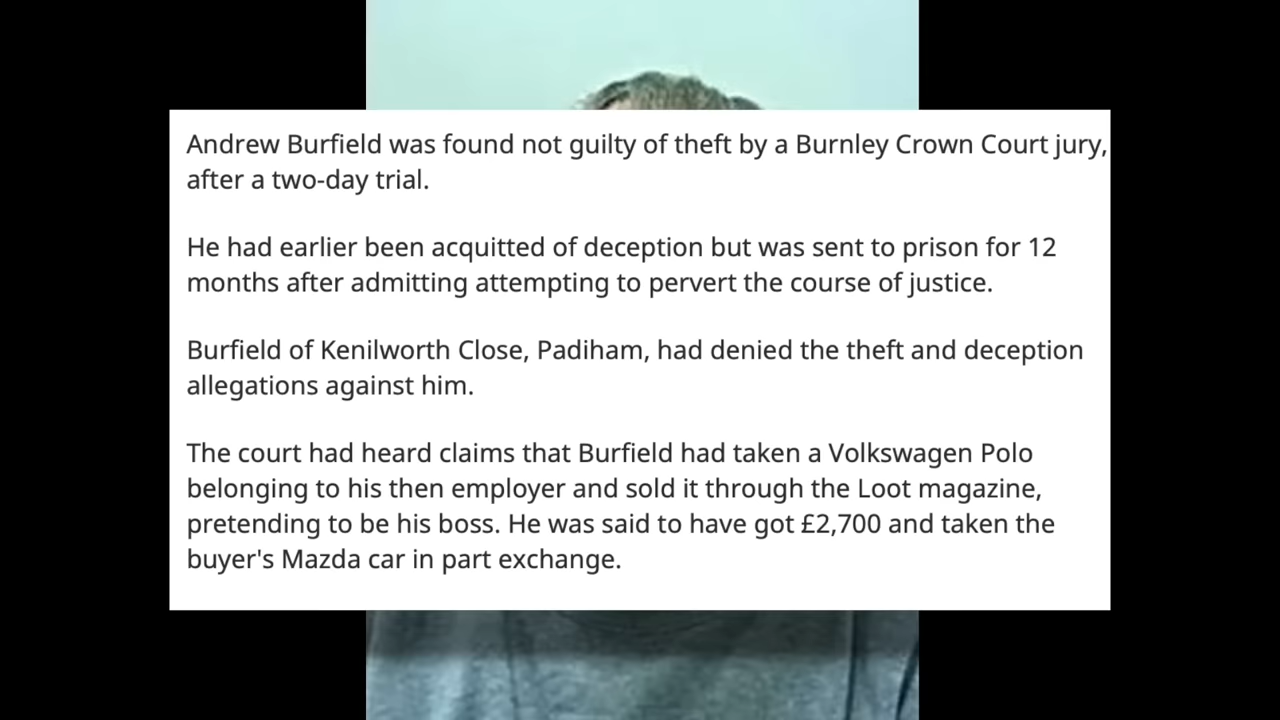 Andrew Burfield was found not guilty of theft by a Burnley Crown Court jury,
after a two-day trial.
He had earlier been acquitted of deception but was sent to prison for 12
months after admitting attempting to pervert the course of justice.
Burfield of Kenilworth Close, Padiham, had denied the theft and deception
allegations against him.
The court had heard claims that Burfield had taken a Volkswagen Polo
belonging to his then employer and sold it through the Loot magazine,
pretending to be his boss. He was said to have got £2,700 and taken the
buyer's Mazda car in part exchange.